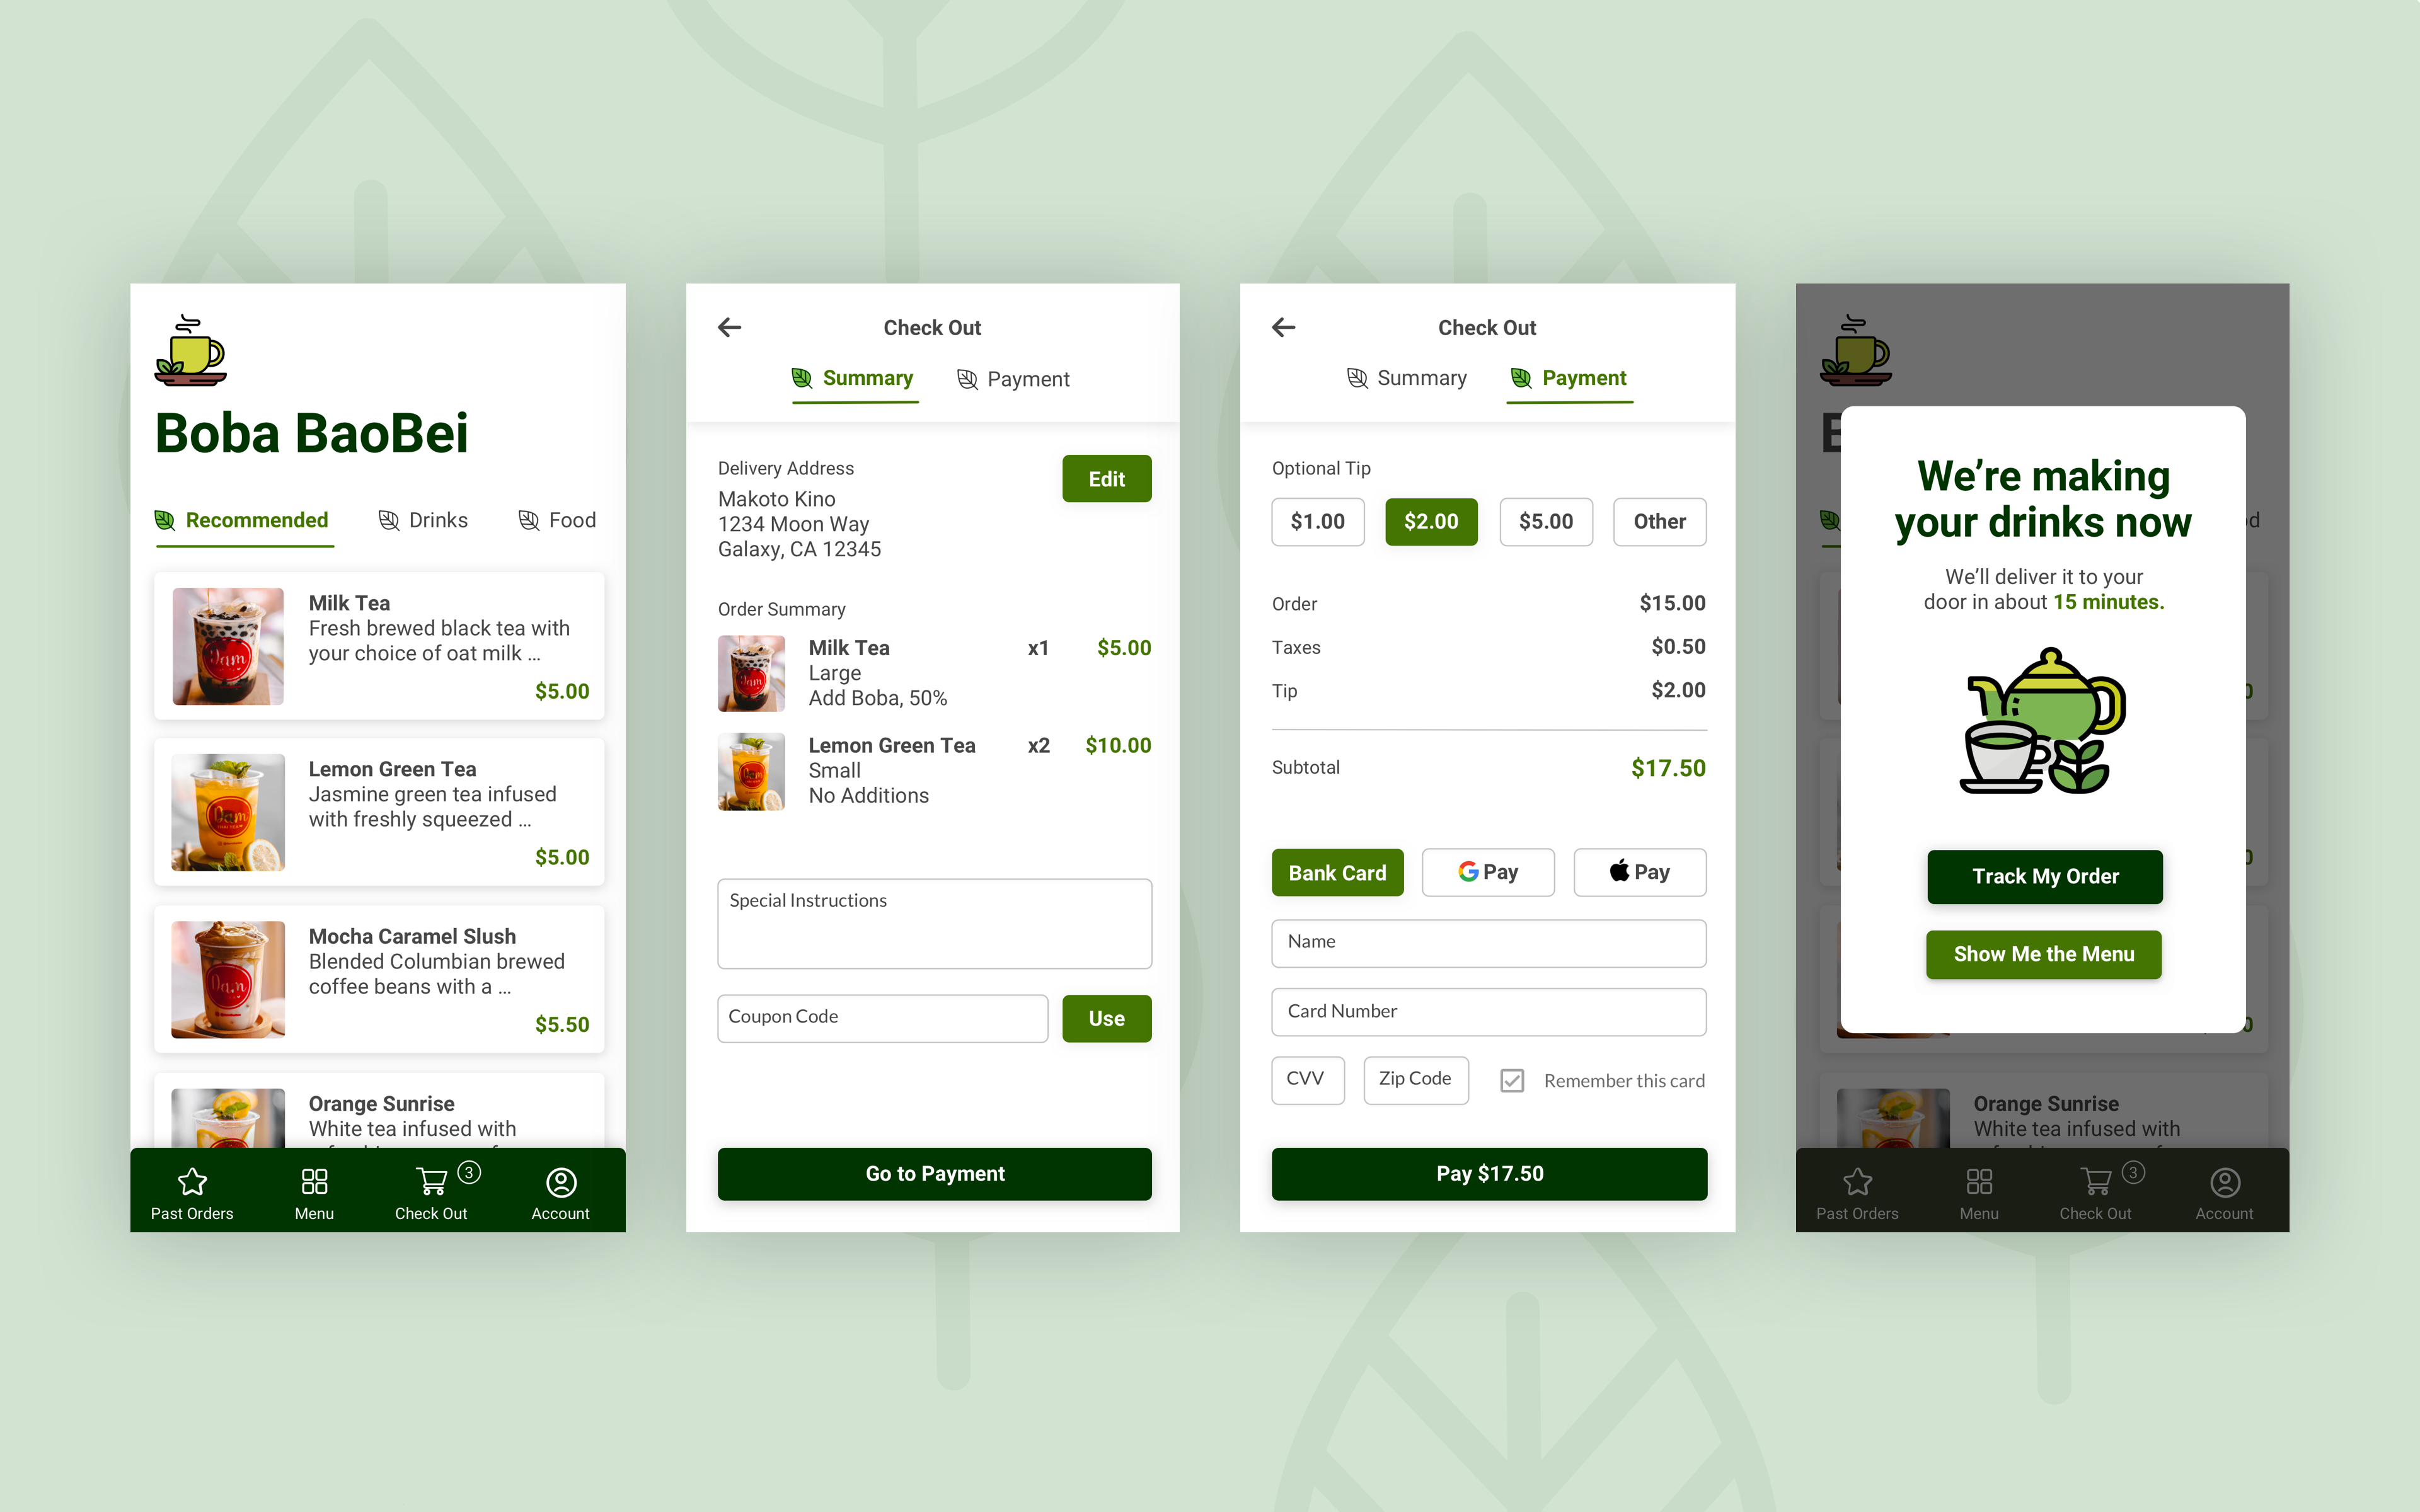 Boba BaoBei
Recommended
Drinks
Food
Milk Tea
Fresh brewed black tea with
your choice of oat milk ...
$5.00
Lemon Green Tea
Jasmine green tea infused
with freshly squeezed ...
$5.00
Mocha Caramel Slush
Blended Columbian brewed
coffee beans with a ...
$5.50
Orange Sunrise
White tea infused with
Past Orders
Menu
3
Check Out
Account
Check Out
Summary
Payment
Delivery Address
Edit
Makoto Kino
1234 Moon Way
Galaxy, CA 12345
Order Summary
Milk Tea x1 $5.00
Large
Add Boba, 50%
Lemon Green Tea x2 $10.00
Small
No Additions
Special Instructions
Coupon Code
Use
Go to Payment
Check Out
Summary
Payment
Optional Tip
$1.00
$2.00
$5.00
Other
Order $15.00
Taxes $0.50
Tip $2.00
Subtotal $17.50
Bank Card
G Pay
Pay
Name
Card Number
CVV
Zip Code
Remember this card
Pay $17.50
We're making
your drinks now
We'll deliver it to your
door in about 15 minutes.
Track My Order
Show Me the Menu
Orange Sunrise
White tea infused with
Past Orders
Menu
3
Check Out
Account